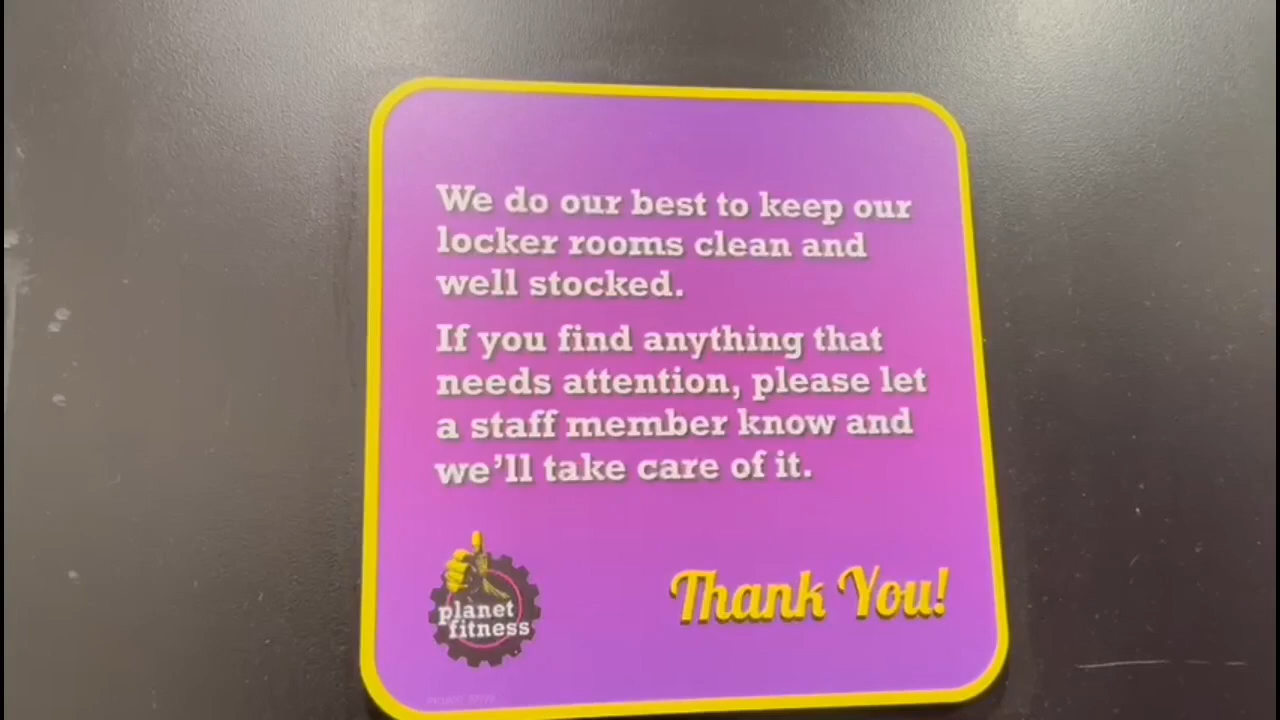 We do our best to keep our
locker rooms clean and
well stocked.
If you find anything that
needs attention, please let
a staff member know and
we’ll take care of it.
planet
fitness
Thank You!